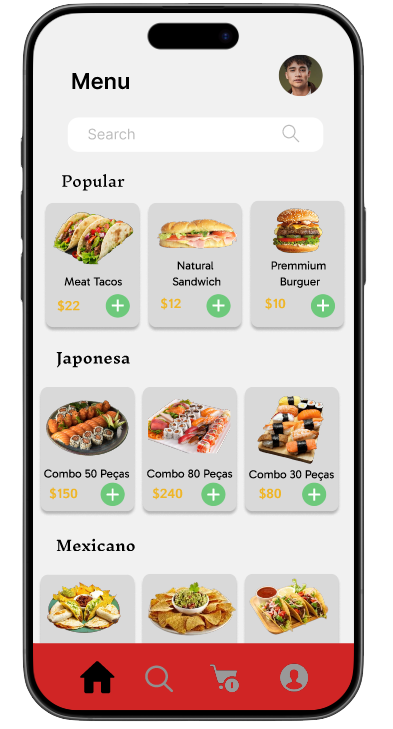 Menu
Search
Popular
Meat Tacos
$22
Natural
Sandwich
$12
Premmium
Burguer
$10
Japonesa
Combo 50 Peças
$150
Combo 80 Peças
$240
Combo 30 Peças
$80
Mexicano